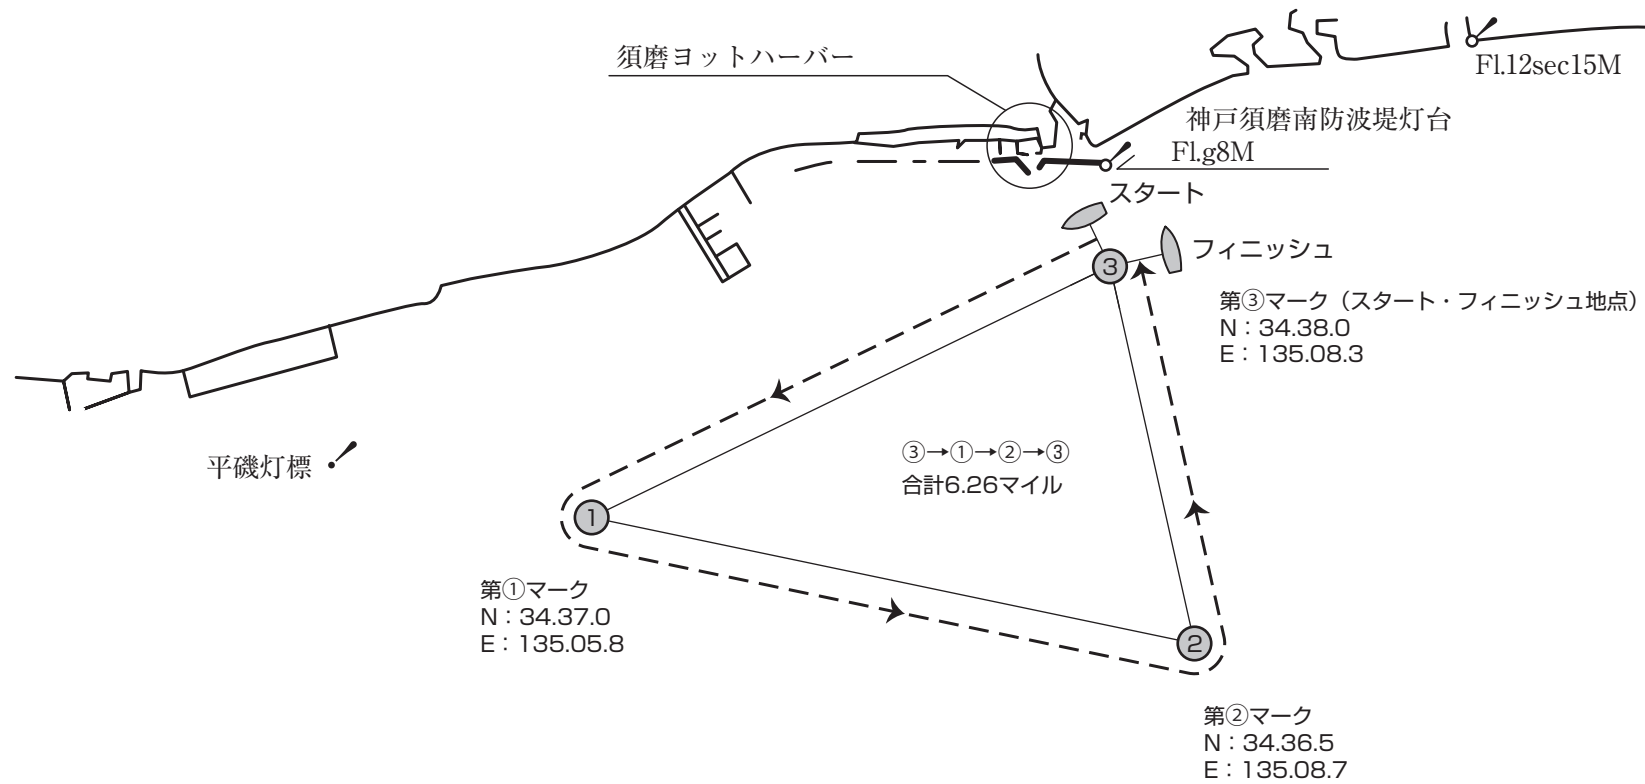 須磨ヨットハーバー
Fl.12sec15M
神戸須磨南防波堤灯台
Fl.g8M
スタート
フィニッシュ
③
第③マーク（スタート・フィニッシュ地点）
N：34.38.0
E：135.08.3
平磯灯標
③→①→②→③
合計6.26マイル
①
第①マーク
N：34.37.0
E：135.05.8
②
第②マーク
N：34.36.5
E：135.08.7